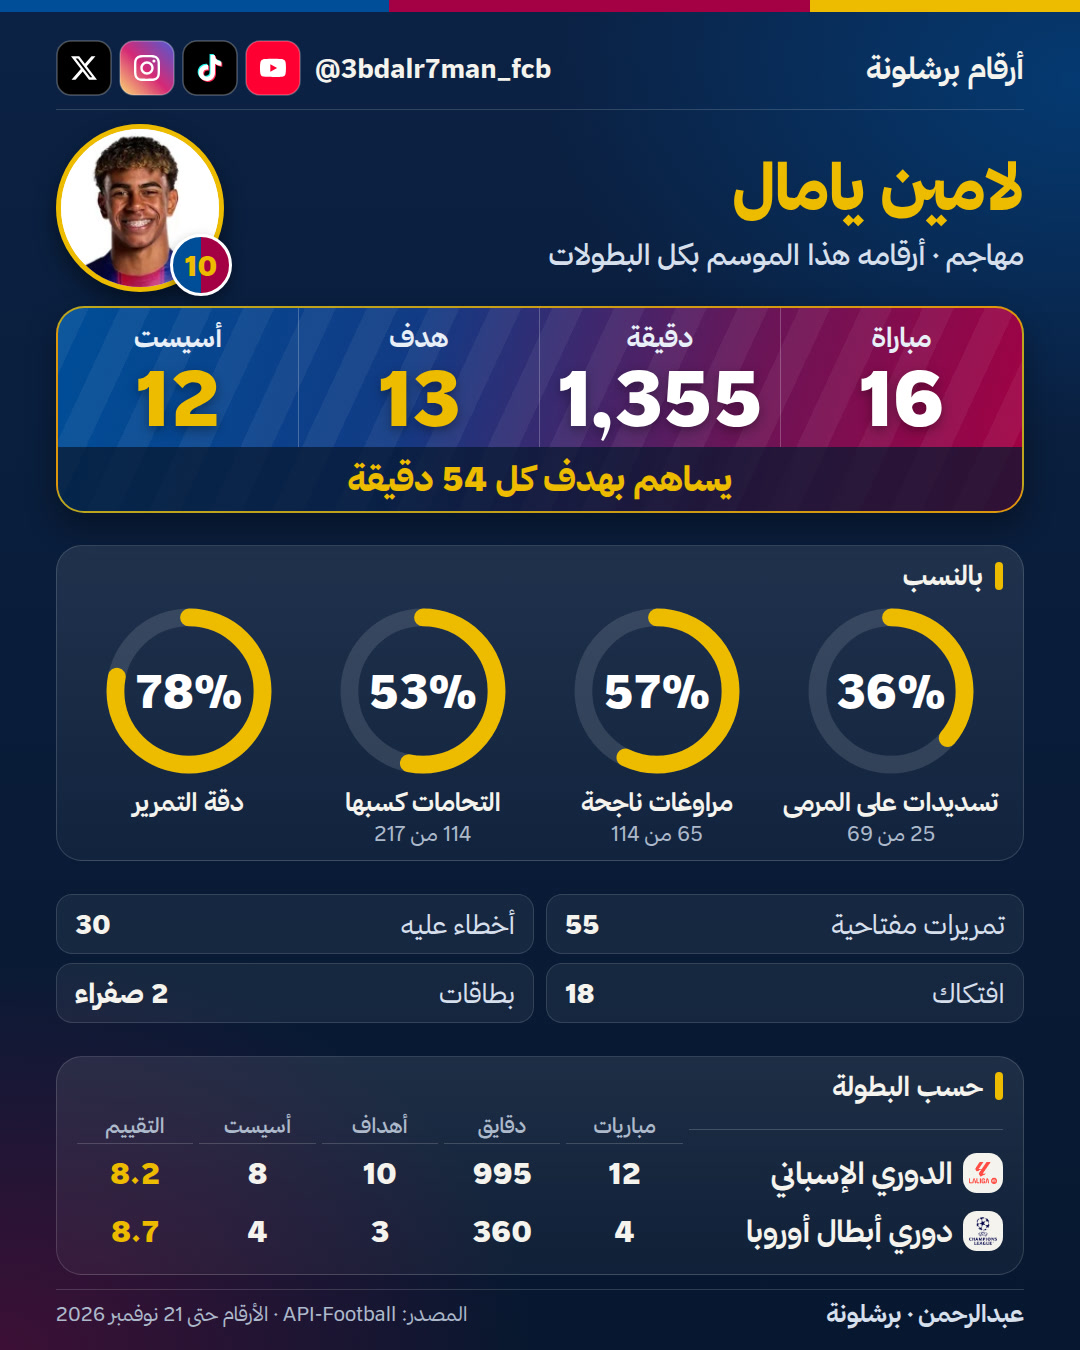 أرقام برشلونة
@3bdalr7man_fcb
لامين يامال
مهاجم · أرقامه هذا الموسم بكل البطولات
10
مباراة دقيقة هدف أسيست
16 1,355 13 12
يساهم بهدف كل 54 دقيقة
بالنسب
36% 57% 53% 78%
تسديدات على المرمى مراوغات ناجحة التحامات كسبها دقة التمرير
25 من 69 65 من 114 114 من 217
تمريرات مفتاحية 55 أخطاء عليه 30
افتكاك 18 بطاقات 2 صفراء
حسب البطولة
مباريات دقايق أهداف أسيست التقييم
LALIGA الدوري الإسباني 12 995 10 8 8.2
CHAMPIONS LEAGUE دوري أبطال أوروبا 4 360 3 4 8.7
عبدالرحمن · برشلونة
المصدر: API-Football · الأرقام حتى 21 نوفمبر 2026